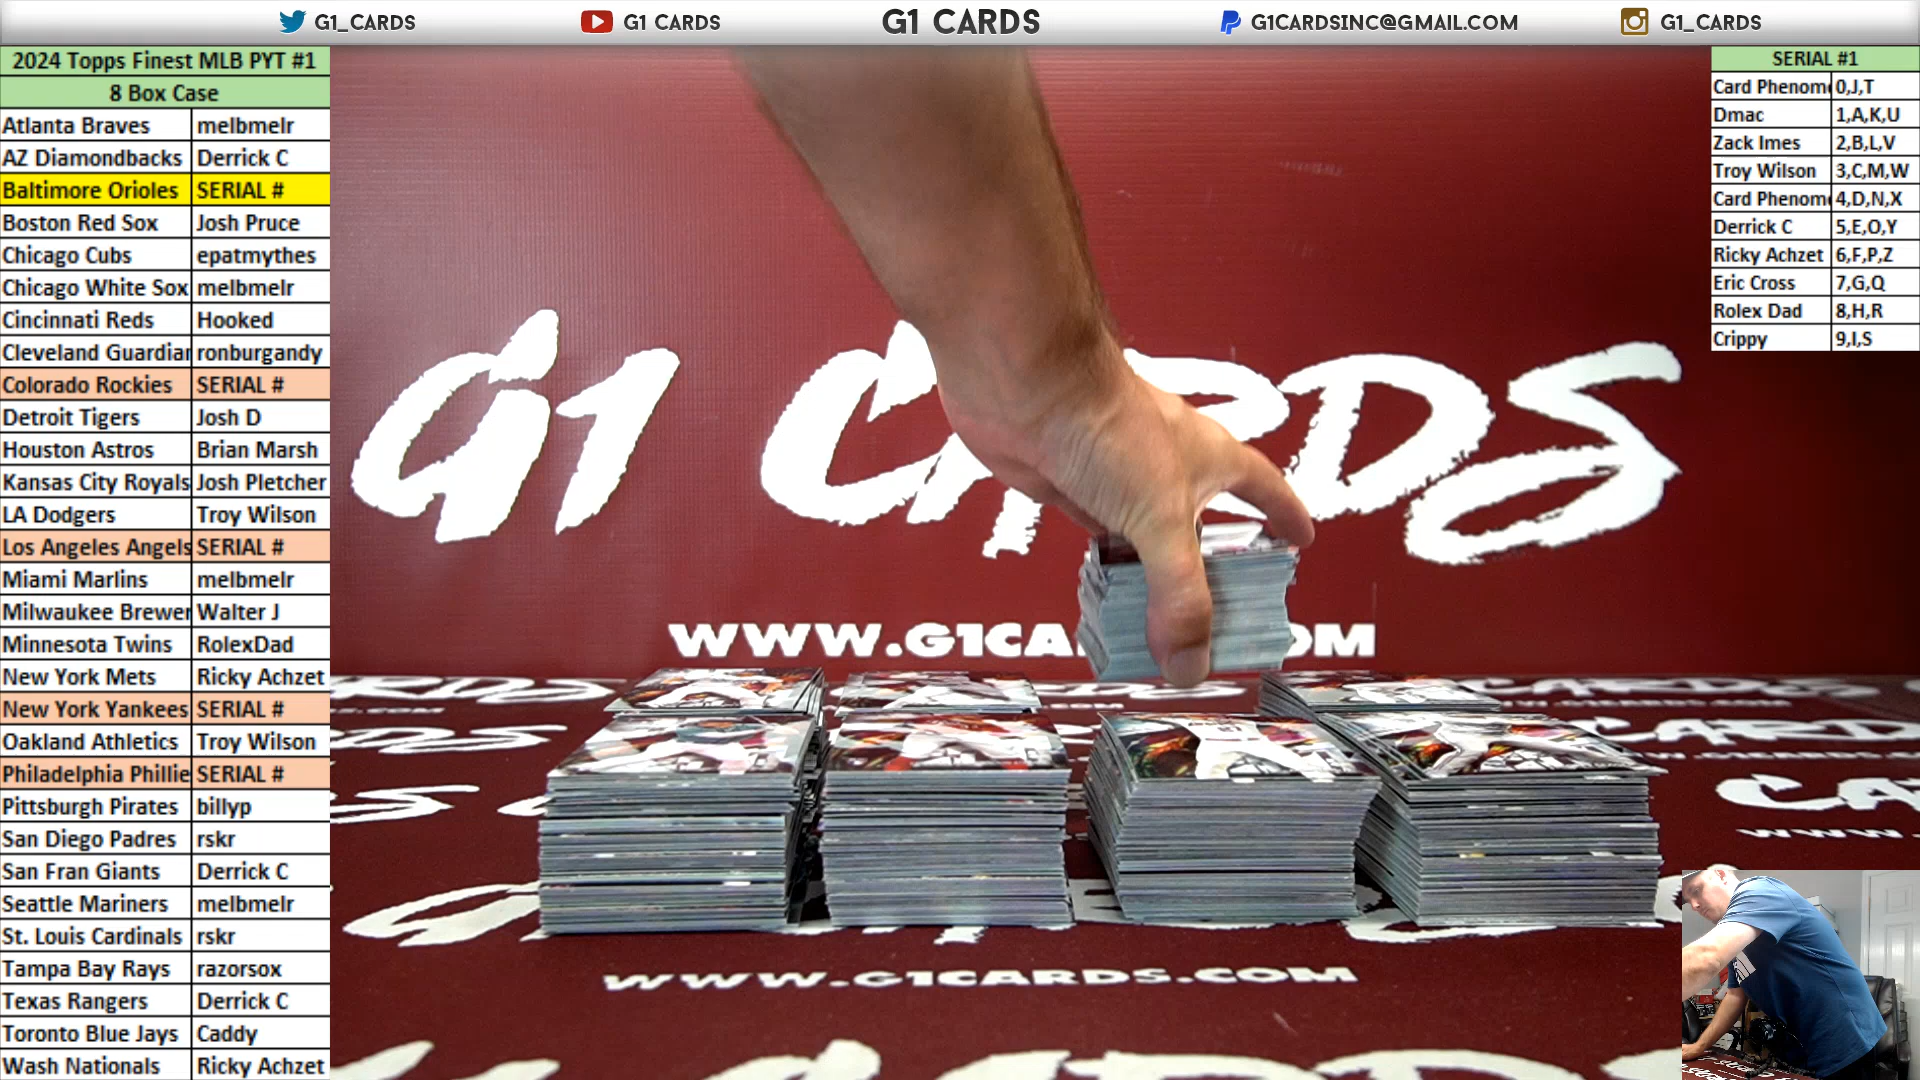 G1_CARDS G1 CARDS G1 CARDS G1CARDSINC@GMAIL.COM G1_CARDS
2024 Topps Finest MLB PYT #1
8 Box Case
Atlanta Braves melbmelr
AZ Diamondbacks Derrick C
Baltimore Orioles SERIAL #
Boston Red Sox Josh Pruce
Chicago Cubs epatmythes
Chicago White Sox melbmelr
Cincinnati Reds Hooked
Cleveland Guardian ronburgandy
Colorado Rockies SERIAL #
Detroit Tigers Josh D
Houston Astros Brian Marsh
Kansas City Royals Josh Pletcher
LA Dodgers Troy Wilson
Los Angeles Angels SERIAL #
Miami Marlins melbmelr
Milwaukee Brewer Walter J
Minnesota Twins RolexDad
New York Mets Ricky Achzet
New York Yankees SERIAL #
Oakland Athletics Troy Wilson
Philadelphia Phillie SERIAL #
Pittsburgh Pirates billyp
San Diego Padres rskr
San Fran Giants Derrick C
Seattle Mariners melbmelr
St. Louis Cardinals rskr
Tampa Bay Rays razorsox
Texas Rangers Derrick C
Toronto Blue Jays Caddy
Wash Nationals Ricky Achzet
SERIAL #1
Card Phenom 0,J,T
Dmac 1,A,K,U
Zack Imes 2,B,L,V
Troy Wilson 3,C,M,W
Card Phenom 4,D,N,X
Derrick C 5,E,O,Y
Ricky Achzet 6,F,P,Z
Eric Cross 7,G,Q
Rolex Dad 8,H,R
Crippy 9,I,S
G1 CARDS
WWW.G1CA OM
CARDS
WWW.G1CARDS.COM